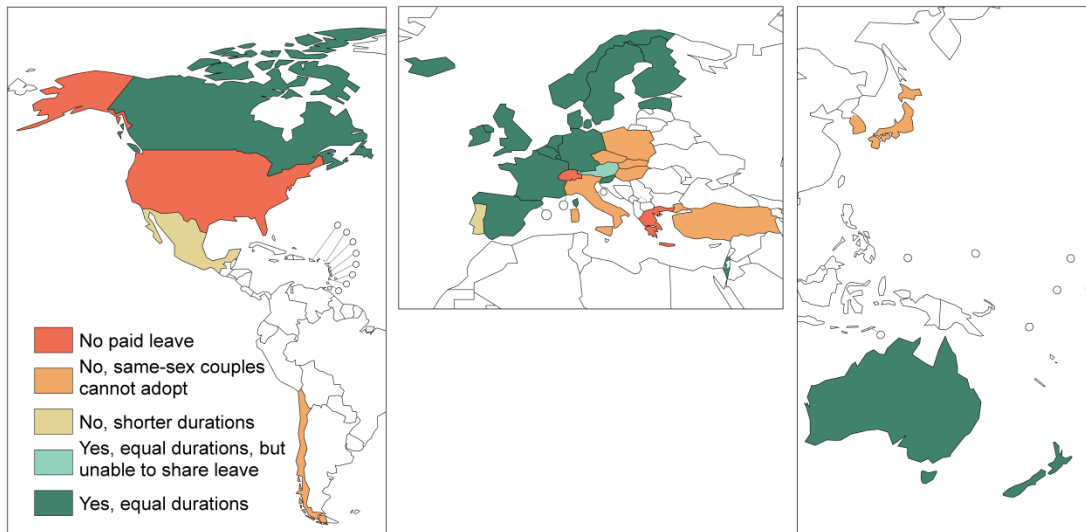 No paid leave
No, same-sex couples
cannot adopt
No, shorter durations
Yes, equal durations, but
unable to share leave
Yes, equal durations